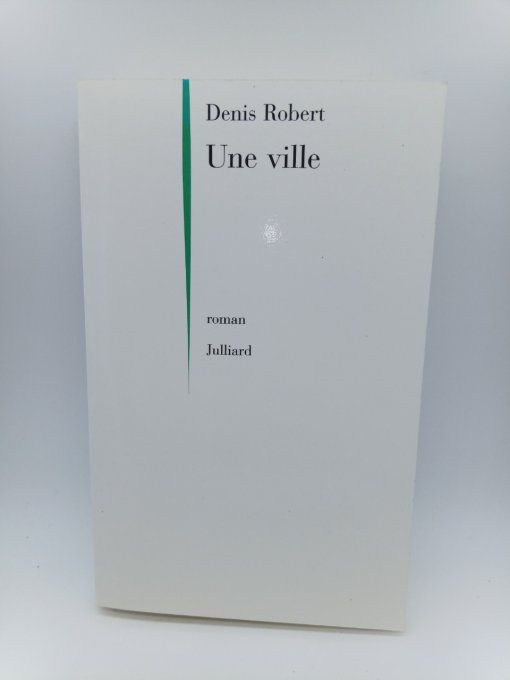 Denis Robert
Une ville
roman
Julliard